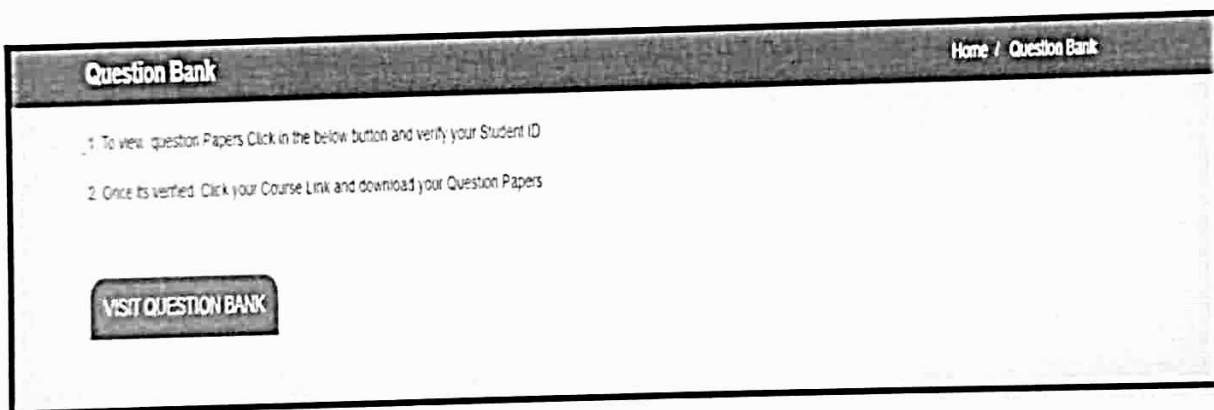 Question Bank
Home / Question Bank
1. To view question Papers Click in the below button and verify your Student ID
2. Once its verified Click your Course Link and download your Question Papers
VISIT QUESTION BANK